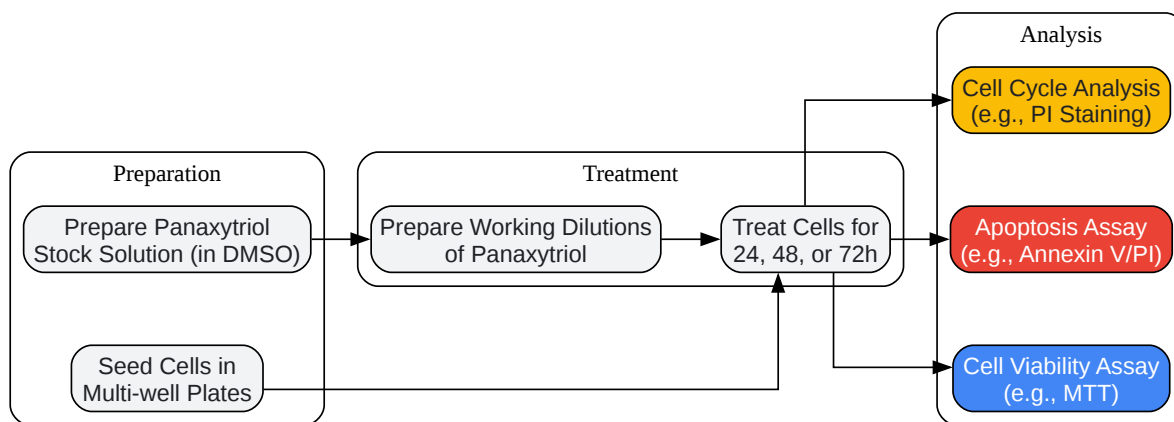 Preparation
Prepare Panaxytriol
Stock Solution (in DMSO)
Seed Cells in
Multi-well Plates
Treatment
Prepare Working Dilutions
of Panaxytriol
Treat Cells for
24, 48, or 72h
Analysis
Cell Cycle Analysis
(e.g., PI Staining)
Apoptosis Assay
(e.g., Annexin V/PI)
Cell Viability Assay
(e.g., MTT)